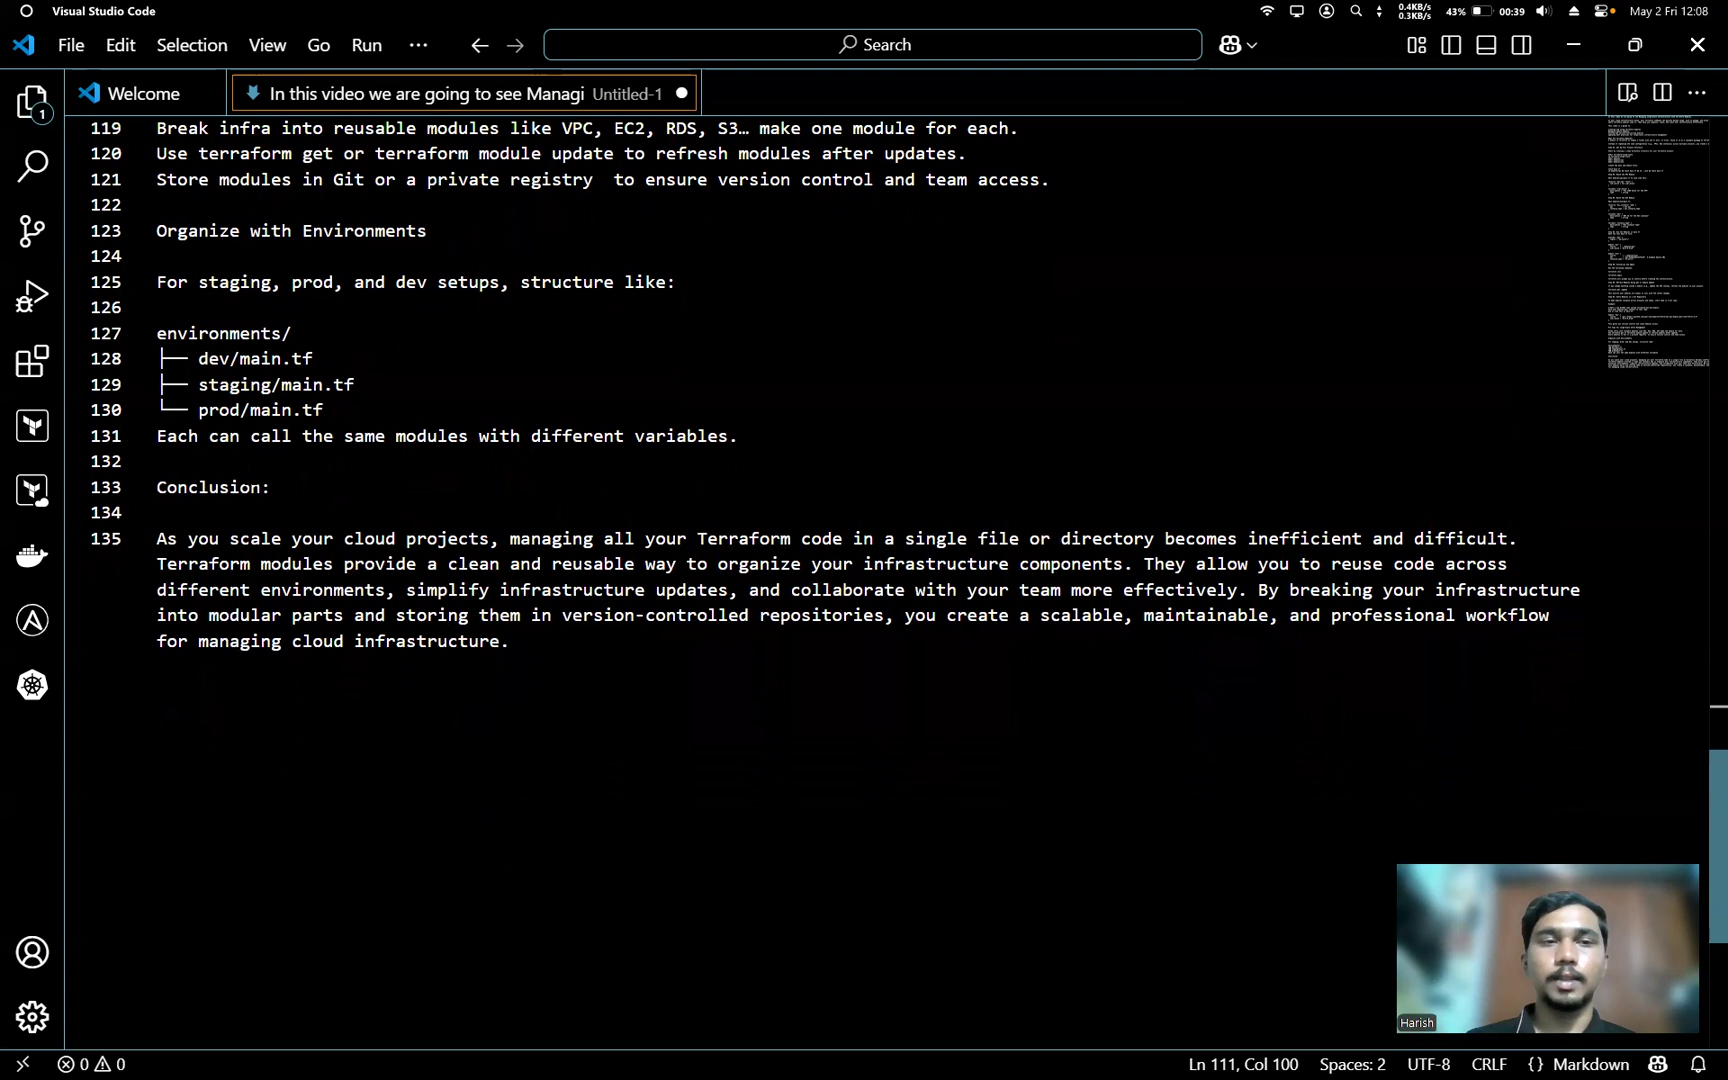 Visual Studio Code
0.4KB/s
0.3KB/s
43%
00:39
May 2 Fri 12:08
File Edit Selection View Go Run ···
Search
Welcome
In this video we are going to see Managi Untitled-1
1
119 Break infra into reusable modules like VPC, EC2, RDS, S3… make one module for each.
120 Use terraform get or terraform module update to refresh modules after updates.
121 Store modules in Git or a private registry  to ensure version control and team access.
122
123 Organize with Environments
124
125 For staging, prod, and dev setups, structure like:
126
127 environments/
128 ├── dev/main.tf
129 ├── staging/main.tf
130 └── prod/main.tf
131 Each can call the same modules with different variables.
132
133 Conclusion:
134
135 As you scale your cloud projects, managing all your Terraform code in a single file or directory becomes inefficient and difficult.
Terraform modules provide a clean and reusable way to organize your infrastructure components. They allow you to reuse code across
different environments, simplify infrastructure updates, and collaborate with your team more effectively. By breaking your infrastructure
into modular parts and storing them in version-controlled repositories, you create a scalable, maintainable, and professional workflow
for managing cloud infrastructure.
Harish
0 0
Ln 111, Col 100
Spaces: 2
UTF-8
CRLF
{} Markdown